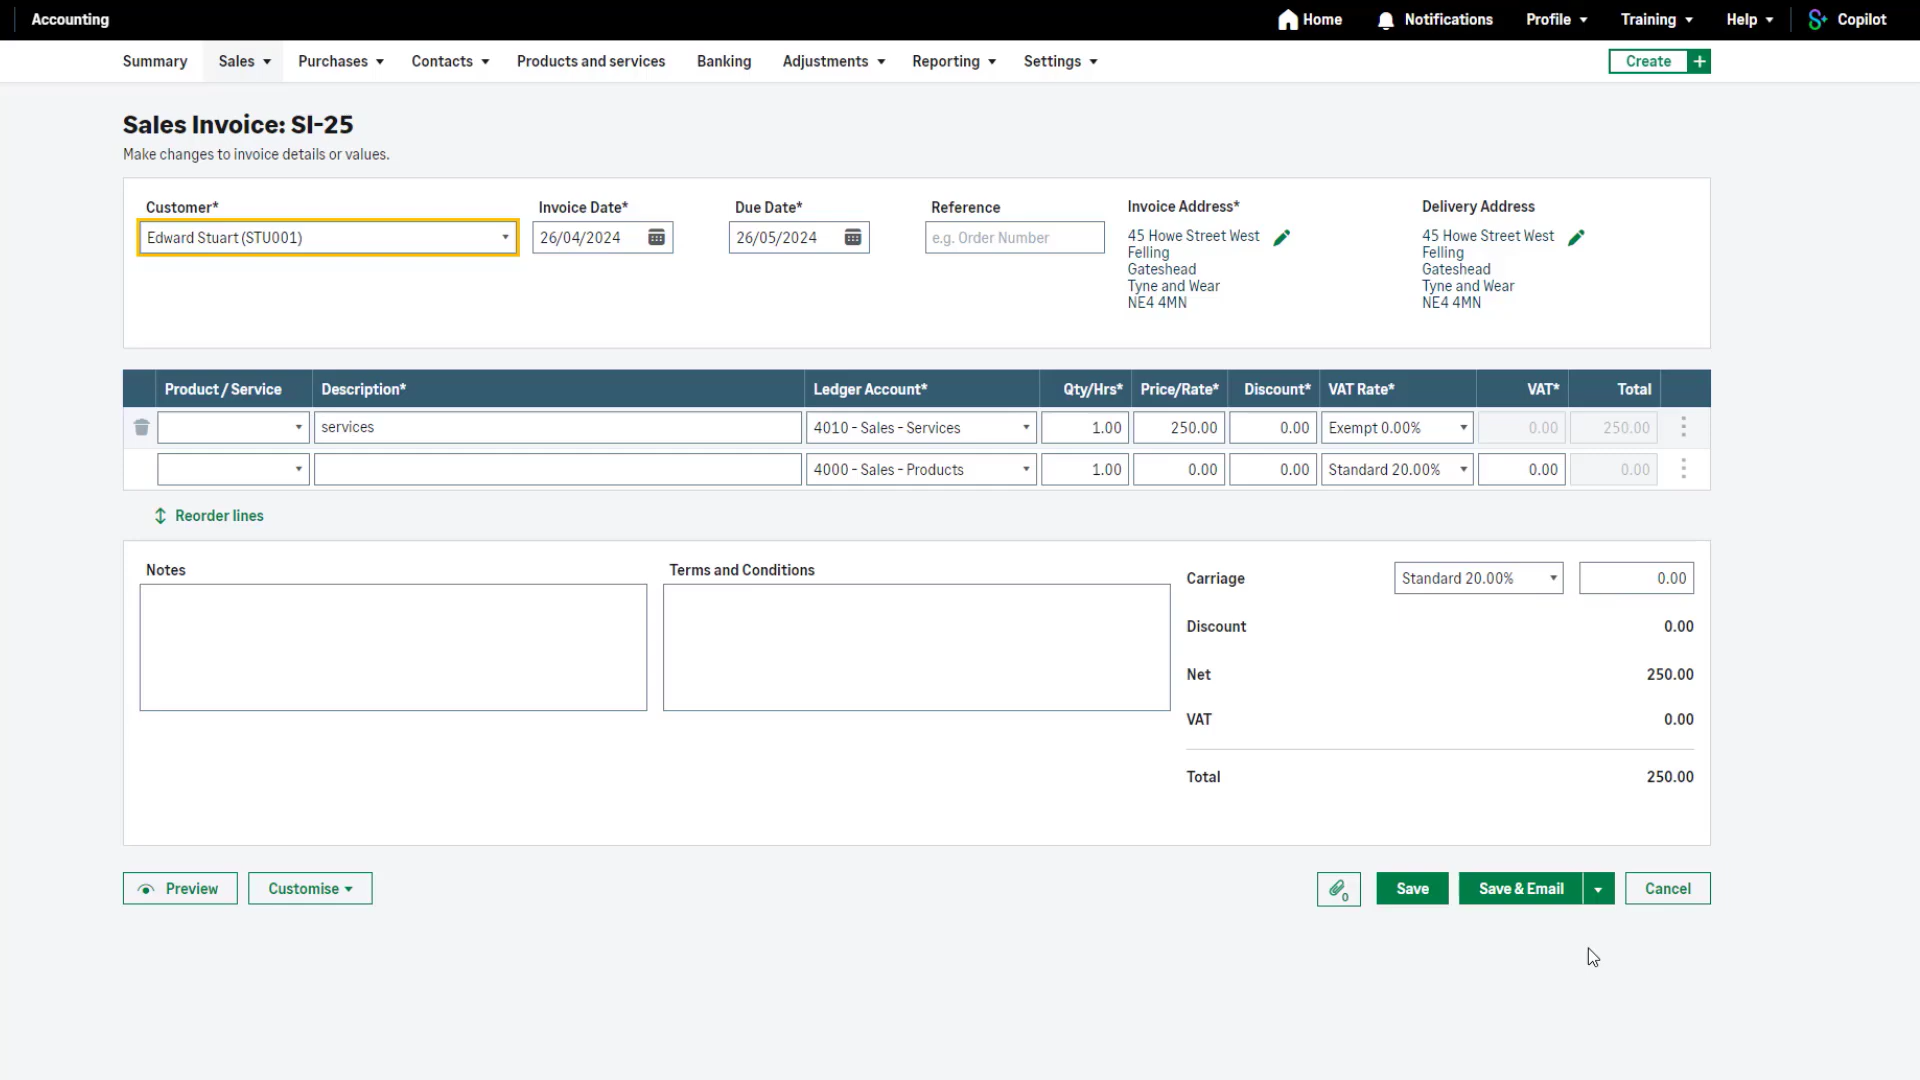 Accounting
Home Notifications Profile Training Help Copilot
Summary Sales Purchases Contacts Products and services Banking Adjustments Reporting Settings Create +
Sales Invoice: SI-25
Make changes to invoice details or values.
Customer* Invoice Date* Due Date* Reference Invoice Address* Delivery Address
Edward Stuart (STU001) 26/04/2024 26/05/2024 e.g. Order Number 45 Howe Street West 45 Howe Street West
Felling Felling
Gateshead Gateshead
Tyne and Wear Tyne and Wear
NE4 4MN NE4 4MN
Product / Service Description* Ledger Account* Qty/Hrs* Price/Rate* Discount* VAT Rate* VAT* Total
services 4010 - Sales - Services 1.00 250.00 0.00 Exempt 0.00% 0.00 250.00
4000 - Sales - Products 1.00 0.00 0.00 Standard 20.00% 0.00 0.00
Reorder lines
Notes Terms and Conditions
Carriage Standard 20.00% 0.00
Discount 0.00
Net 250.00
VAT 0.00
Total 250.00
Preview Customise 0 Save Save & Email Cancel